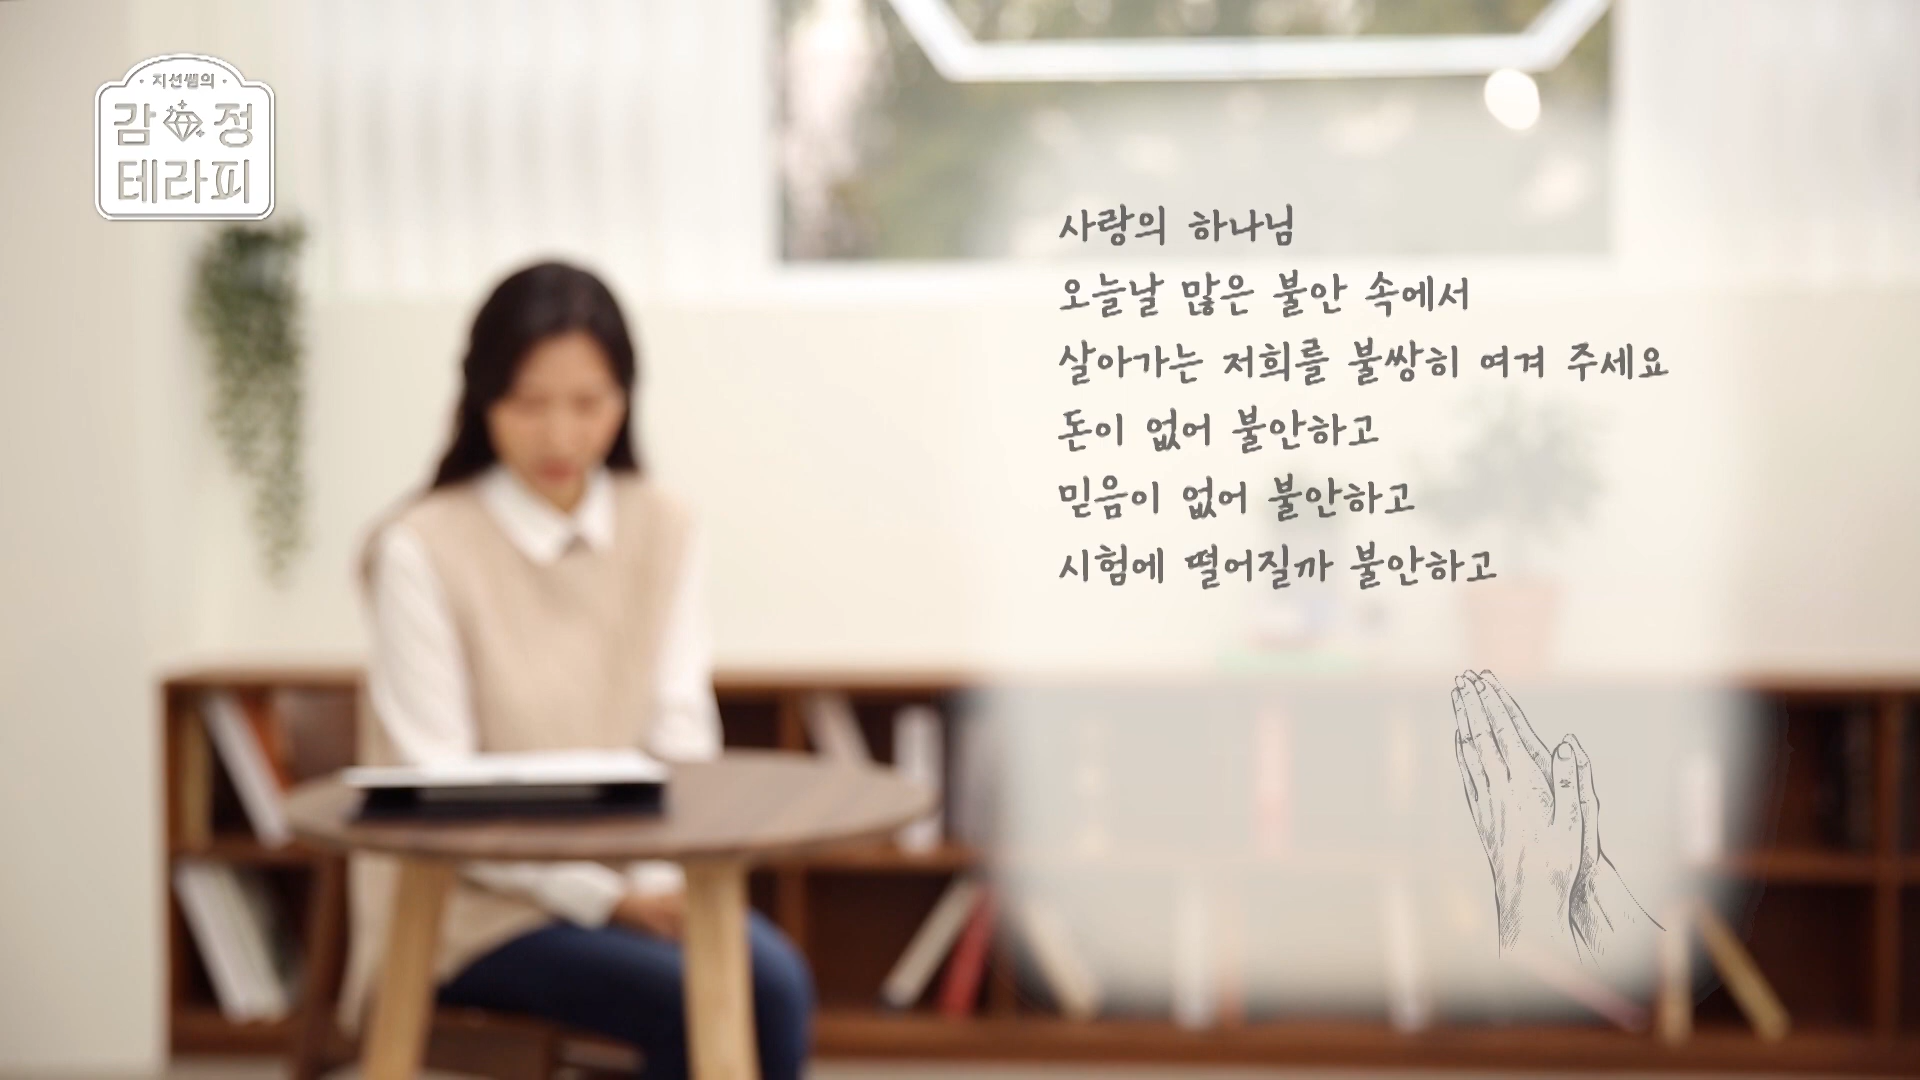 지선쌤의
감정
테라피
사랑의 하나님
오늘날 많은 불안 속에서
살아가는 저희를 불쌍히 여겨 주세요
돈이 없어 불안하고
믿음이 없어 불안하고
시험에 떨어질까 불안하고